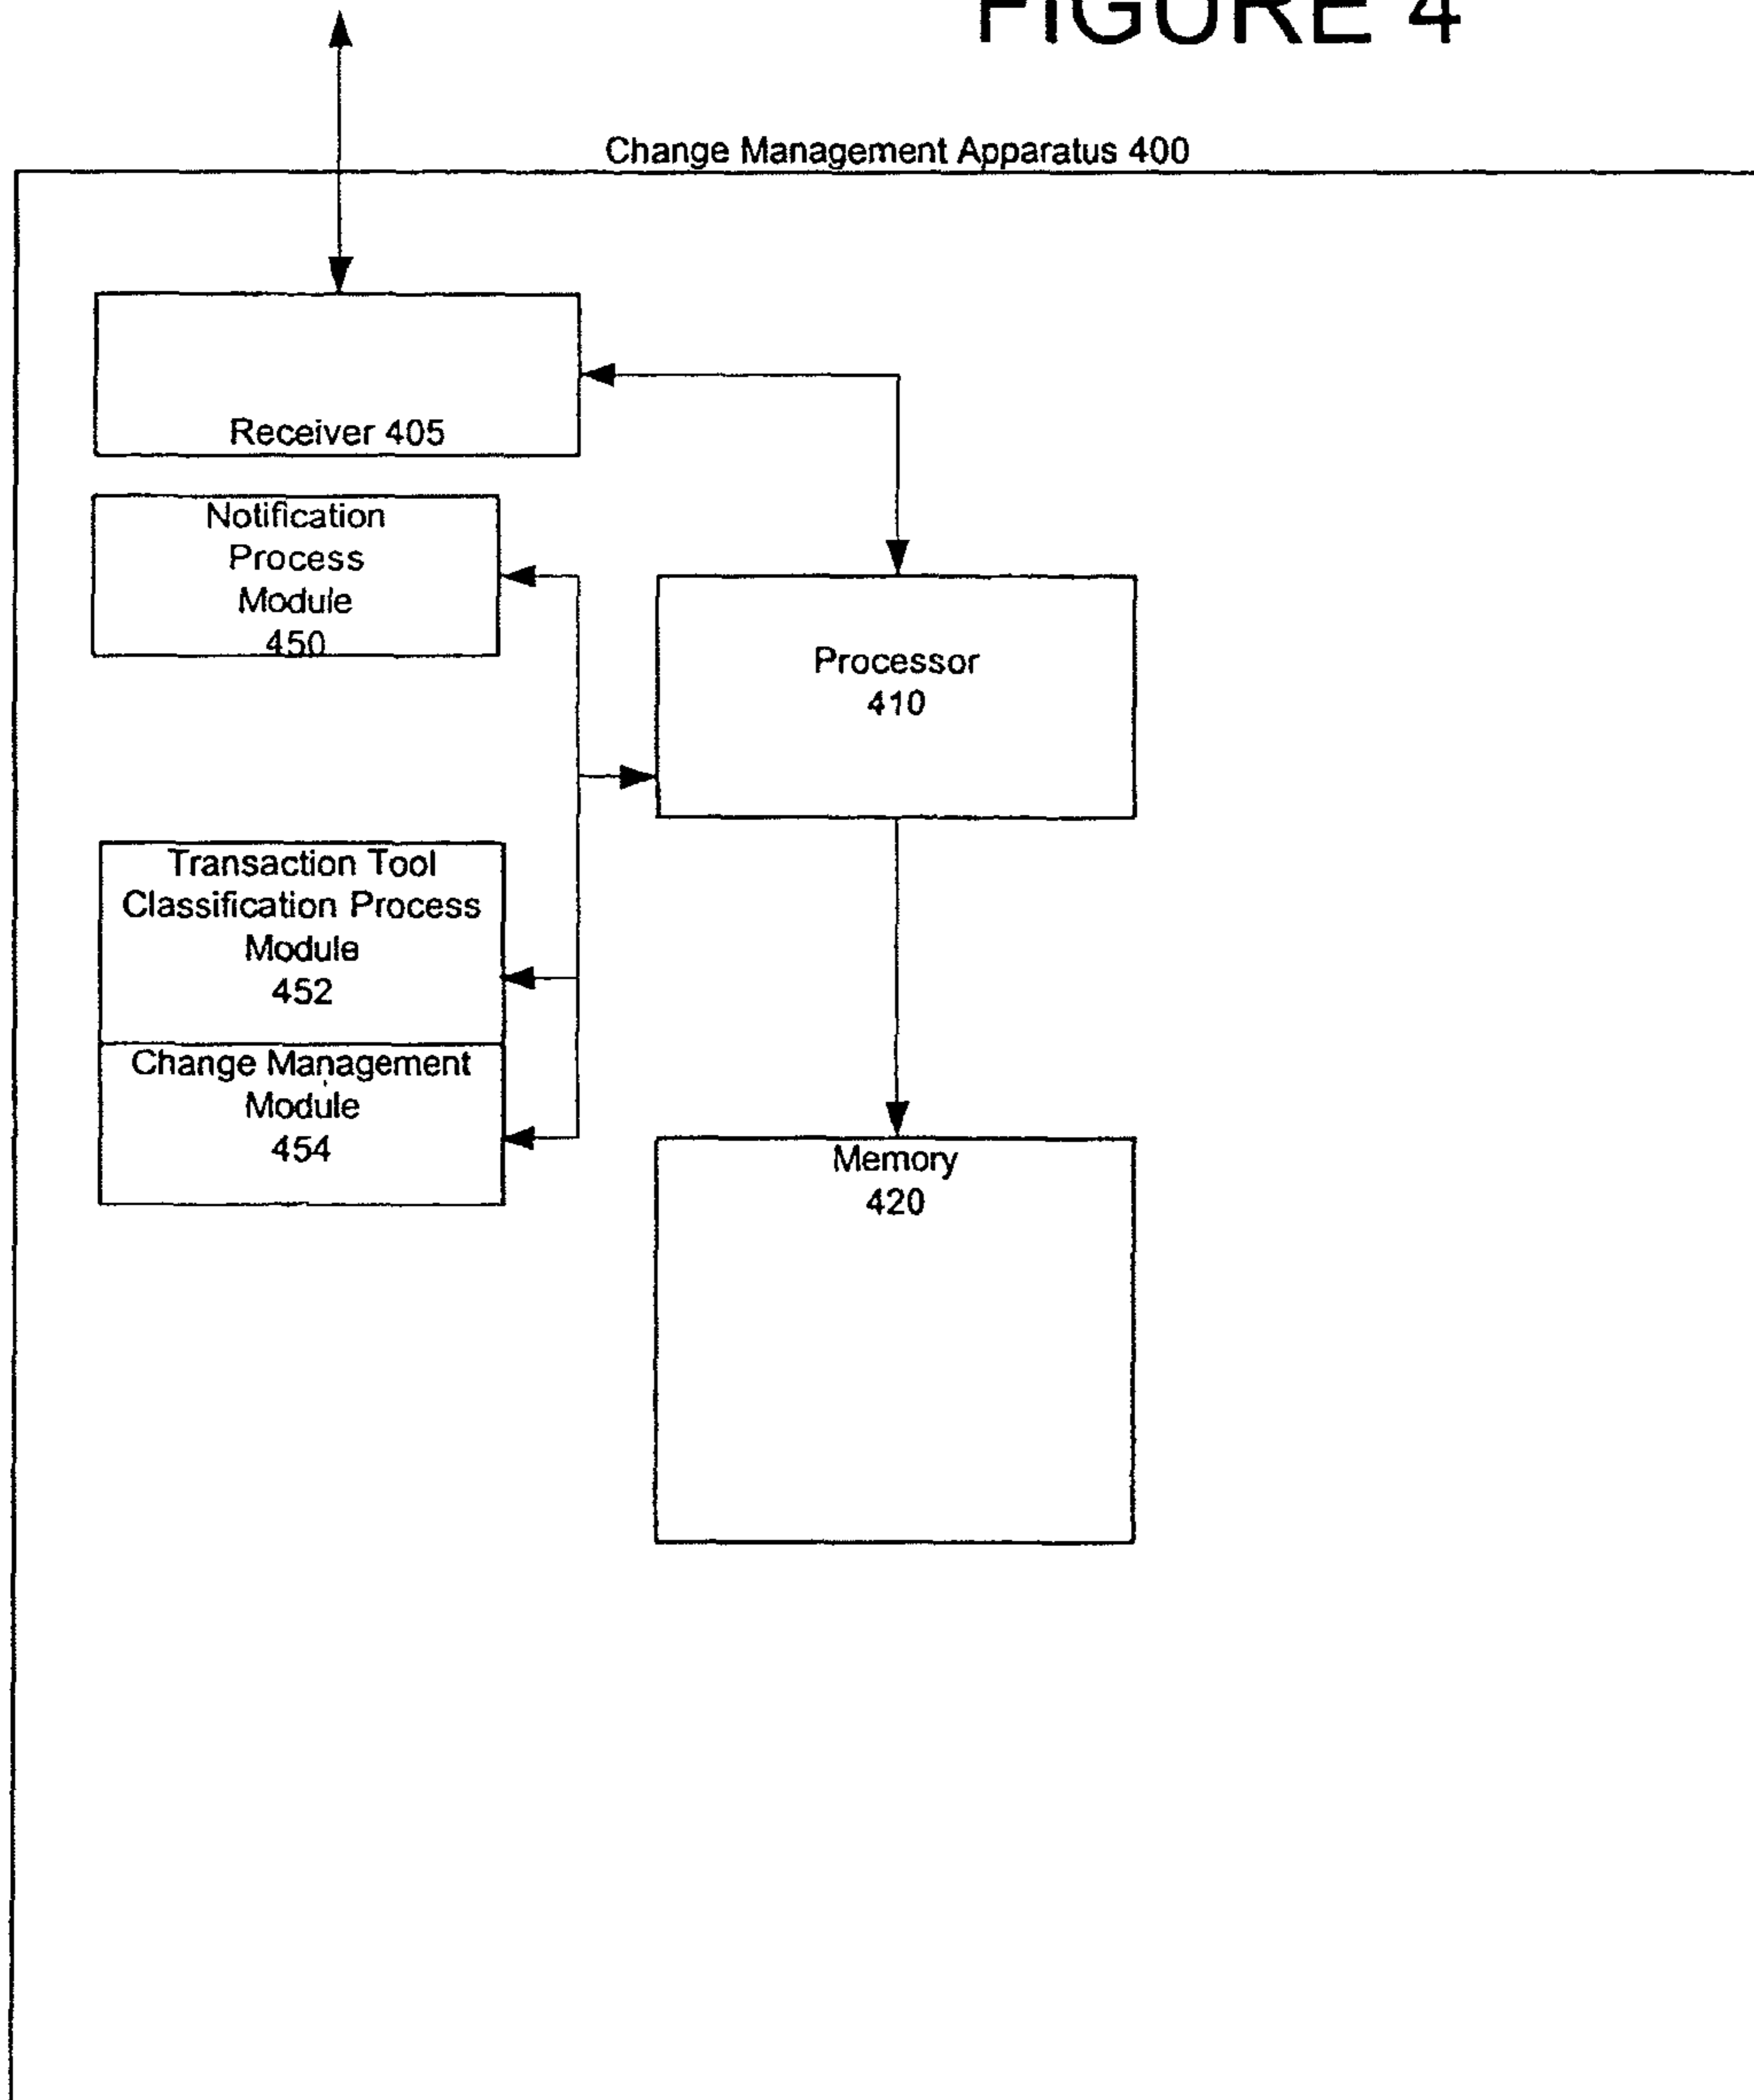 FIGURE 4
Change Management Apparatus 400
Receiver 405
Notification
Process
Module
450
Processor
410
Transaction Tool
Classification Process
Module
452
Change Management
Module
454
Memory
420